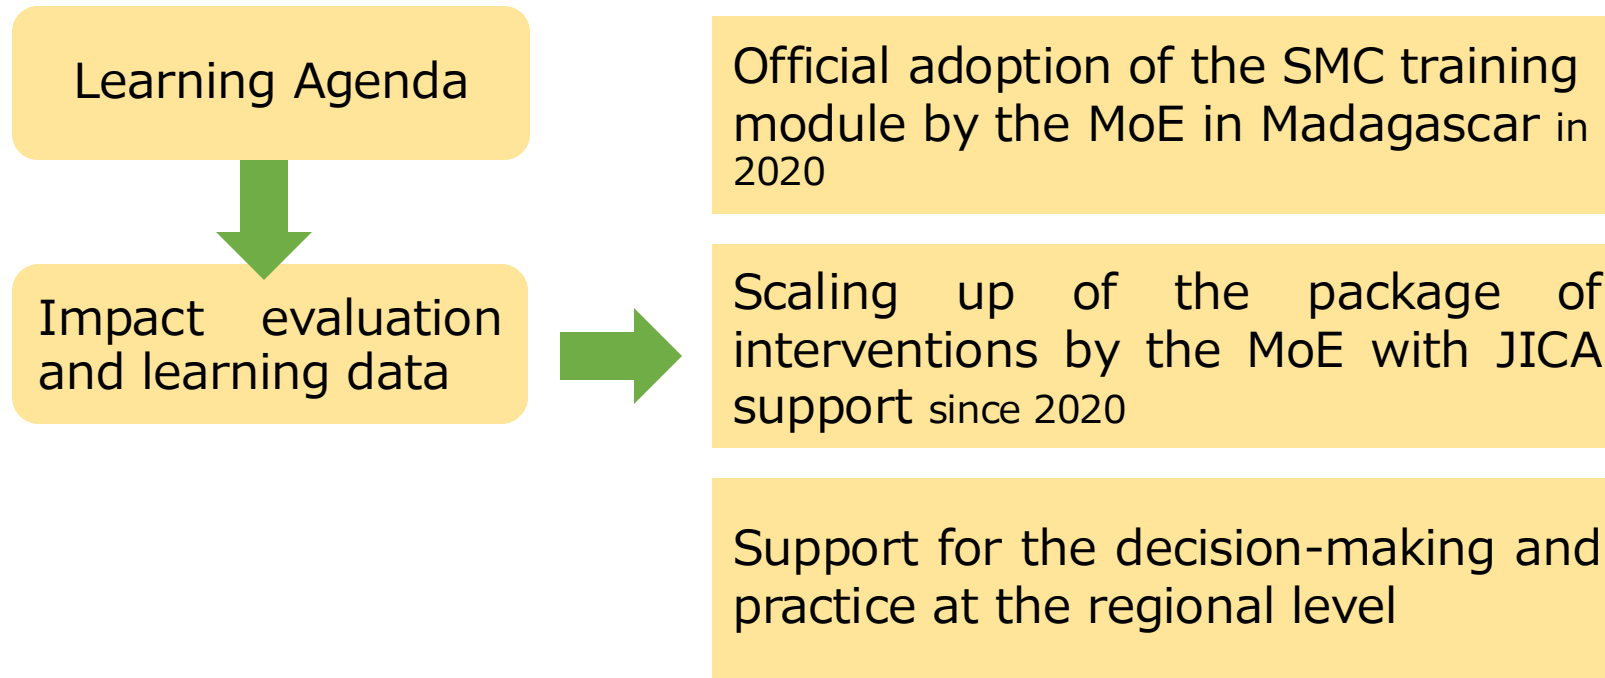 Learning Agenda
Impact evaluation
and learning data
Official adoption of the SMC training
module by the MoE in Madagascar in
2020
Scaling up of the package of
interventions by the MoE with JICA
support since 2020
Support for the decision-making and
practice at the regional level